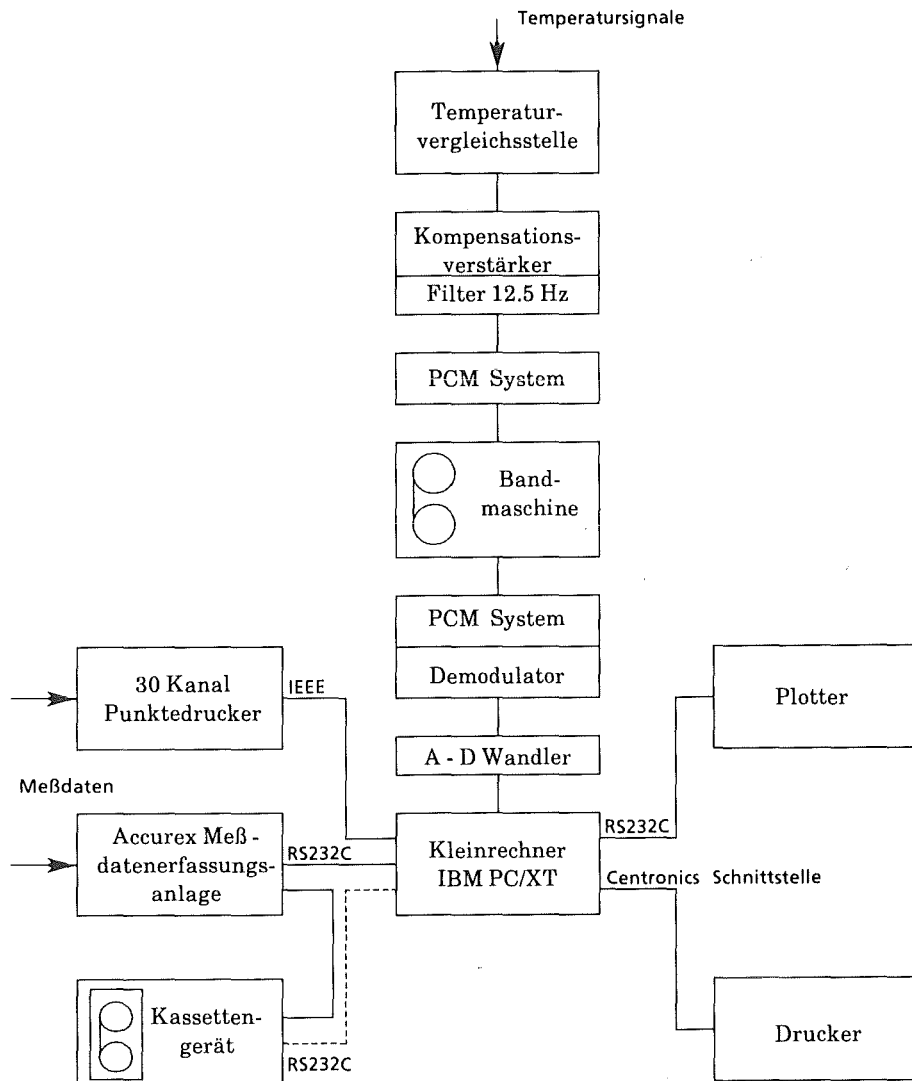 Temperatursignale
Temperatur-
vergleichsstelle
Kompensations-
verstärker
Filter 12.5 Hz
PCM System
Band-
maschine
PCM System
Demodulator
A - D Wandler
30 Kanal
Punktedrucker
IEEE
Plotter
Meßdaten
Accurex Meß -
datenerfassungs-
anlage
RS232C
Kleinrechner
IBM PC/XT
RS232C
Centronics Schnittstelle
Kassetten-
gerät
RS232C
Drucker